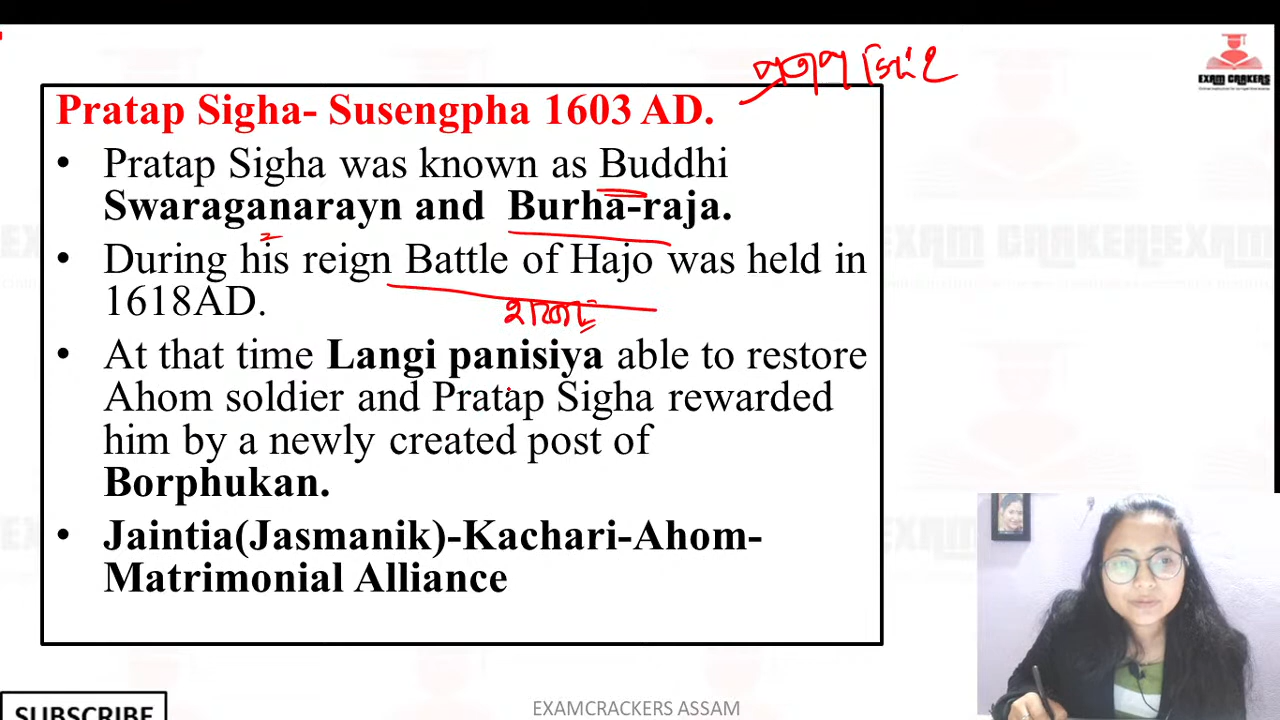 প্ৰতাপ সিংহ
EXAM CRAKERS
Pratap Sigha- Susengpha 1603 AD.
• Pratap Sigha was known as Buddhi
Swaraganarayn and Burha-raja.
• During his reign Battle of Hajo was held in
1618AD.
• At that time Langi panisiya able to restore
Ahom soldier and Pratap Sigha rewarded
him by a newly created post of
Borphukan.
• Jaintia(Jasmanik)-Kachari-Ahom-
Matrimonial Alliance
SUBSCRIBE
EXAMCRACKERS ASSAM